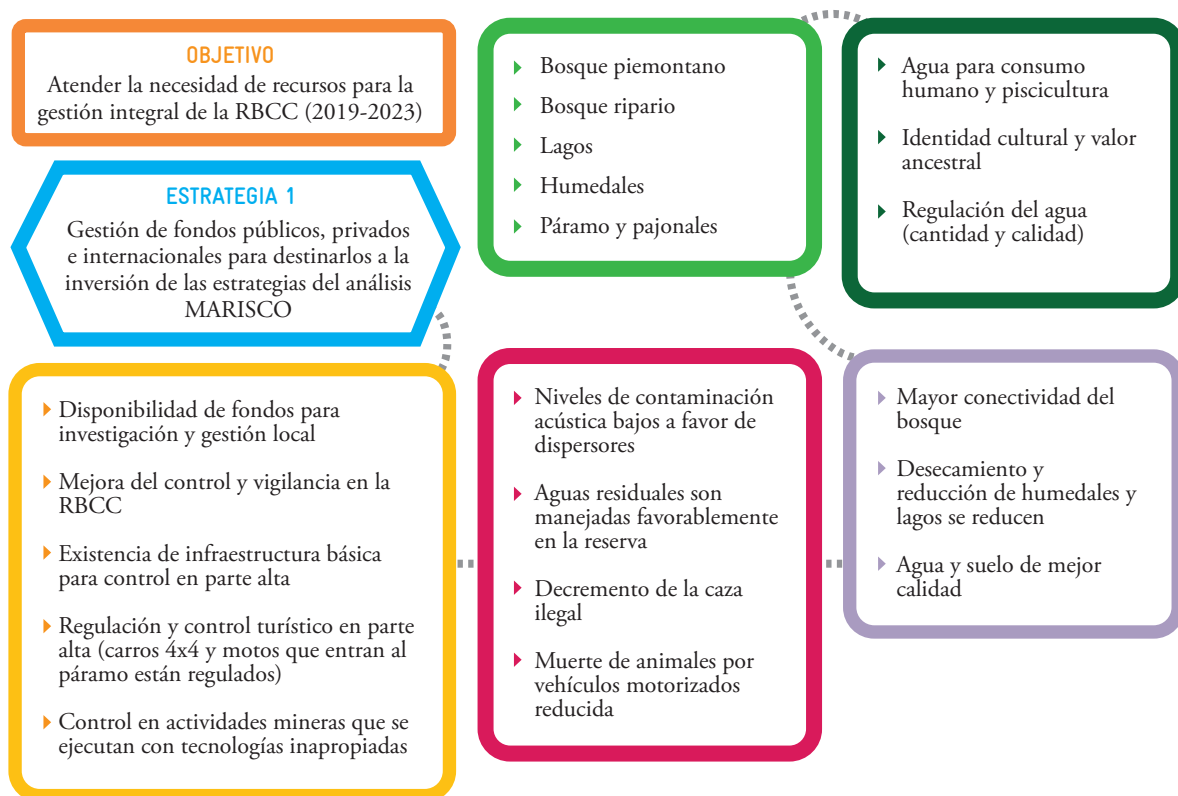 OBJETIVO
Atender la necesidad de recursos para la
gestión integral de la RBCC (2019-2023)
ESTRATEGIA 1
Gestión de fondos públicos, privados
e internacionales para destinarlos a la
inversión de las estrategias del análisis
MARISCO
Disponibilidad de fondos para
investigación y gestión local
Mejora del control y vigilancia en la
RBCC
Existencia de infraestructura básica
para control en parte alta
Regulación y control turístico en parte
alta (carros 4x4 y motos que entran al
páramo están regulados)
Control en actividades mineras que se
ejecutan con tecnologías inapropiadas
Niveles de contaminación
acústica bajos a favor de
dispersores
Aguas residuales son
manejadas favorablemente
en la reserva
Decremento de la caza
ilegal
Muerte de animales por
vehículos motorizados
reducida
Mayor conectividad del
bosque
Desecamiento y
reducción de humedales y
lagos se reducen
Agua y suelo de mejor
calidad
Bosque piemontano
Bosque ripario
Lagos
Humedales
Páramo y pajonales
Agua para consumo
humano y piscicultura
Identidad cultural y valor
ancestral
Regulación del agua
(cantidad y calidad)